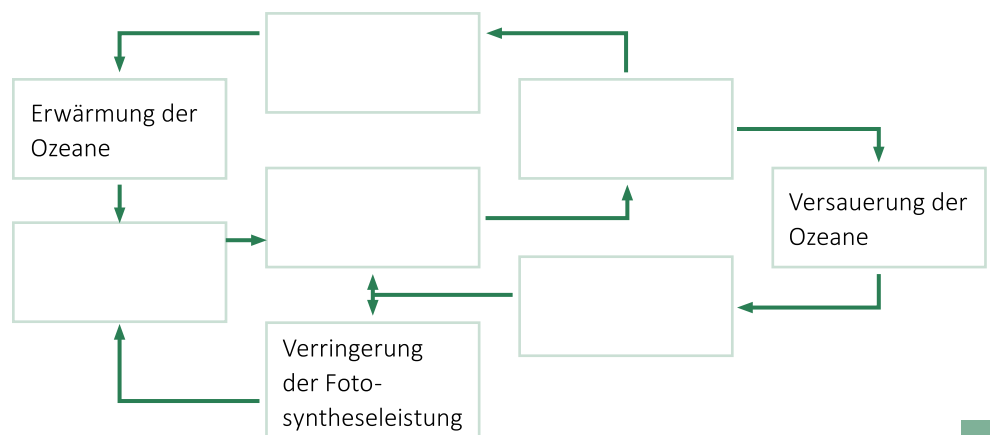 Erwärmung der
Ozeane
Versauerung der
Ozeane
Verringerung
der Foto-
syntheseleistung